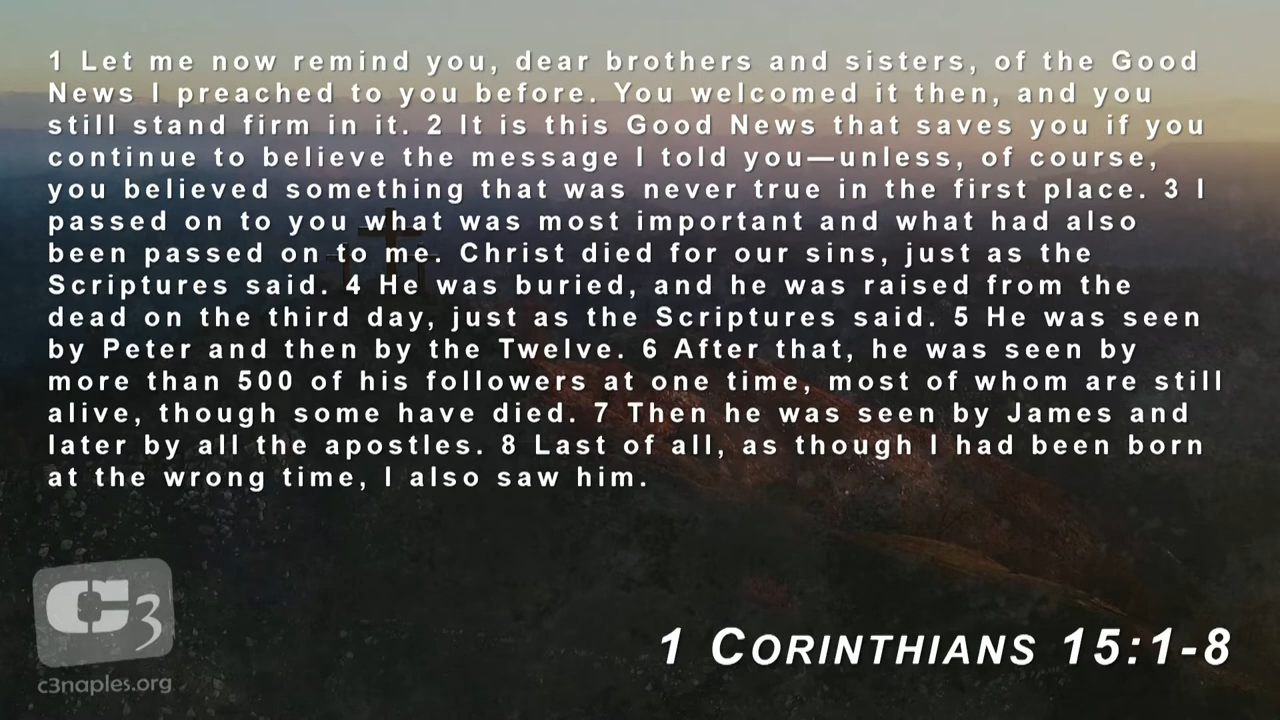 1 Let me now remind you, dear brothers and sisters, of the Good
News I preached to you before. You welcomed it then, and you
still stand firm in it. 2 It is this Good News that saves you if you
continue to believe the message I told you—unless, of course,
you believed something that was never true in the first place. 3 I
passed on to you what was most important and what had also
been passed on to me. Christ died for our sins, just as the
Scriptures said. 4 He was buried, and he was raised from the
dead on the third day, just as the Scriptures said. 5 He was seen
by Peter and then by the Twelve. 6 After that, he was seen by
more than 500 of his followers at one time, most of whom are still
alive, though some have died. 7 Then he was seen by James and
later by all the apostles. 8 Last of all, as though I had been born
at the wrong time, I also saw him.
C3
c3naples.org
1 CORINTHIANS 15:1-8